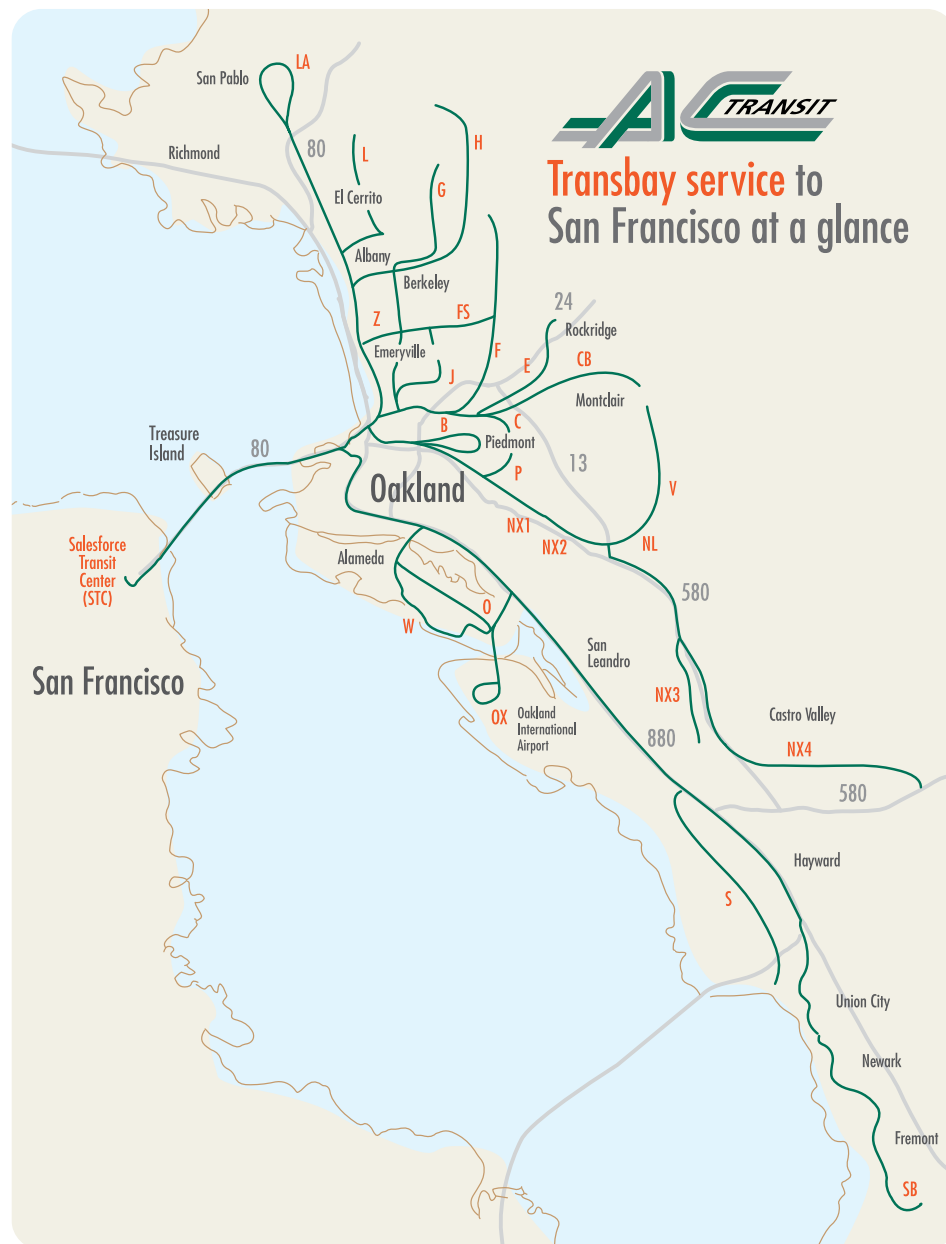 AC TRANSIT
Transbay service to
San Francisco at a glance
LA
San Pablo
80
Richmond
L
H
G
El Cerrito
Albany
Berkeley
Z
FS
24
Rockridge
Emeryville
F
E
CB
J
Montclair
B
C
Piedmont
Treasure
Island
80
P
13
Oakland
V
NX1
NX2
NL
Salesforce
Transit
Center
(STC)
Alameda
580
O
W
San
Leandro
San Francisco
NX3
OX
Oakland
International
Airport
880
Castro Valley
NX4
580
Hayward
S
Union City
Newark
Fremont
SB